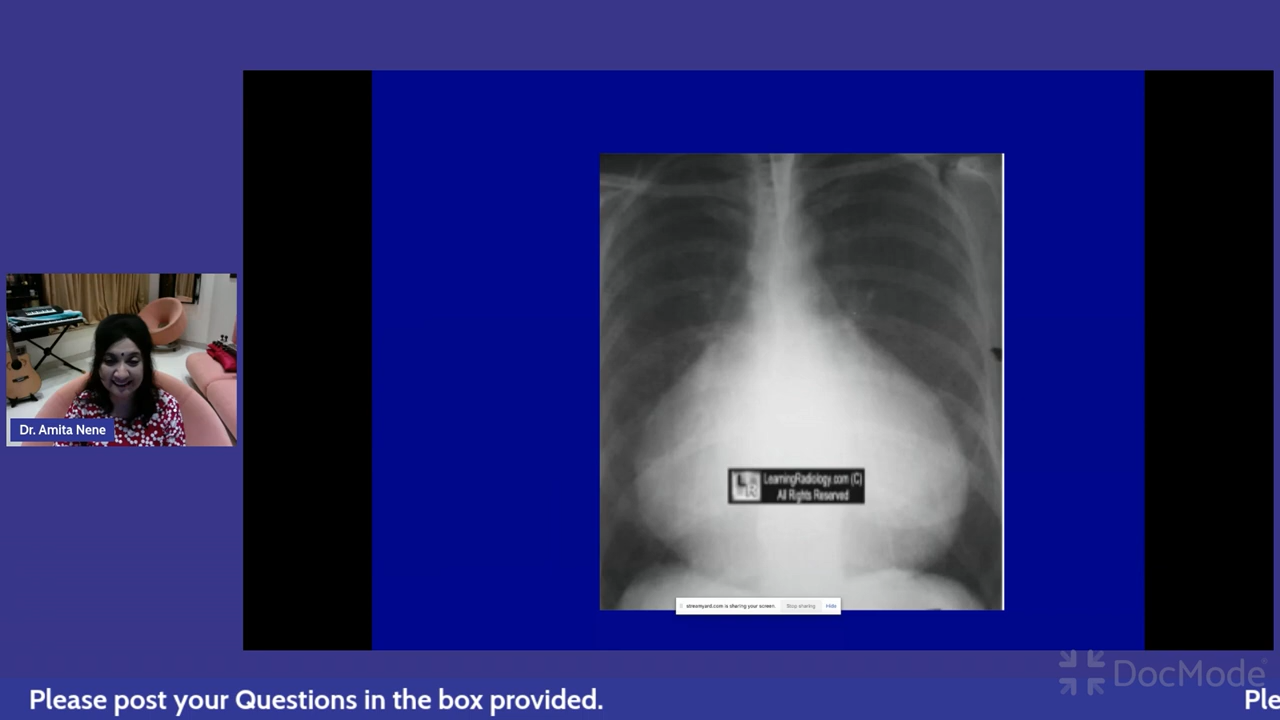 Dr. Amita Nene
LearningRadiology.com (C)
All Rights Reserved
streamyard.com is sharing your screen.
Stop sharing
Hide
DocMode
Please post your Questions in the box provided.
Ple